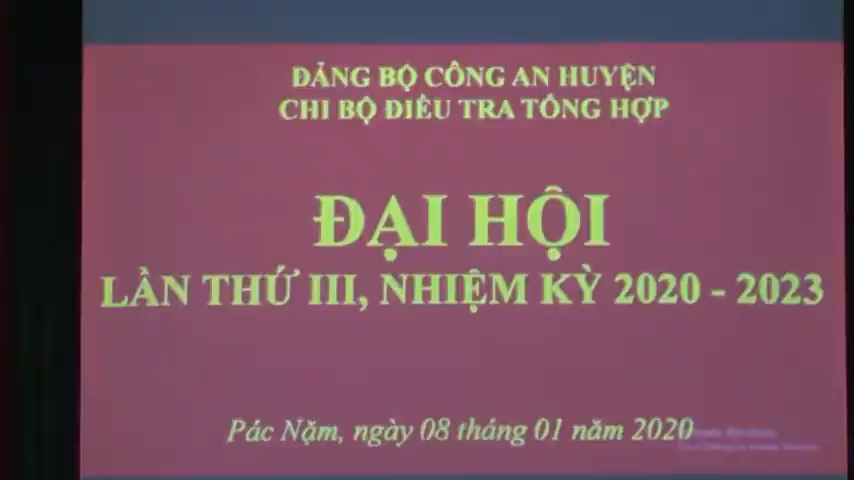 ĐẢNG BỘ CÔNG AN HUYỆN
CHI BỘ ĐIỀU TRA TỔNG HỢP
ĐẠI HỘI
LẦN THỨ III, NHIỆM KỲ 2020 - 2023
Pác Nặm, ngày 08 tháng 01 năm 2020